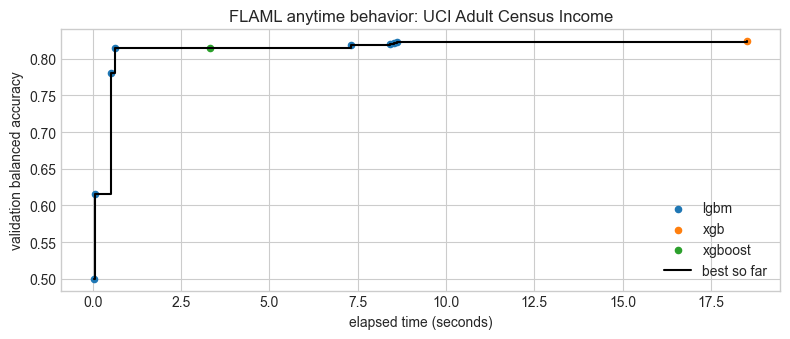 FLAML anytime behavior: UCI Adult Census Income
validation balanced accuracy
0.80
0.75
0.70
0.65
0.60
0.55
0.50
lgbm
xgb
xgboost
best so far
0.0 2.5 5.0 7.5 10.0 12.5 15.0 17.5
elapsed time (seconds)